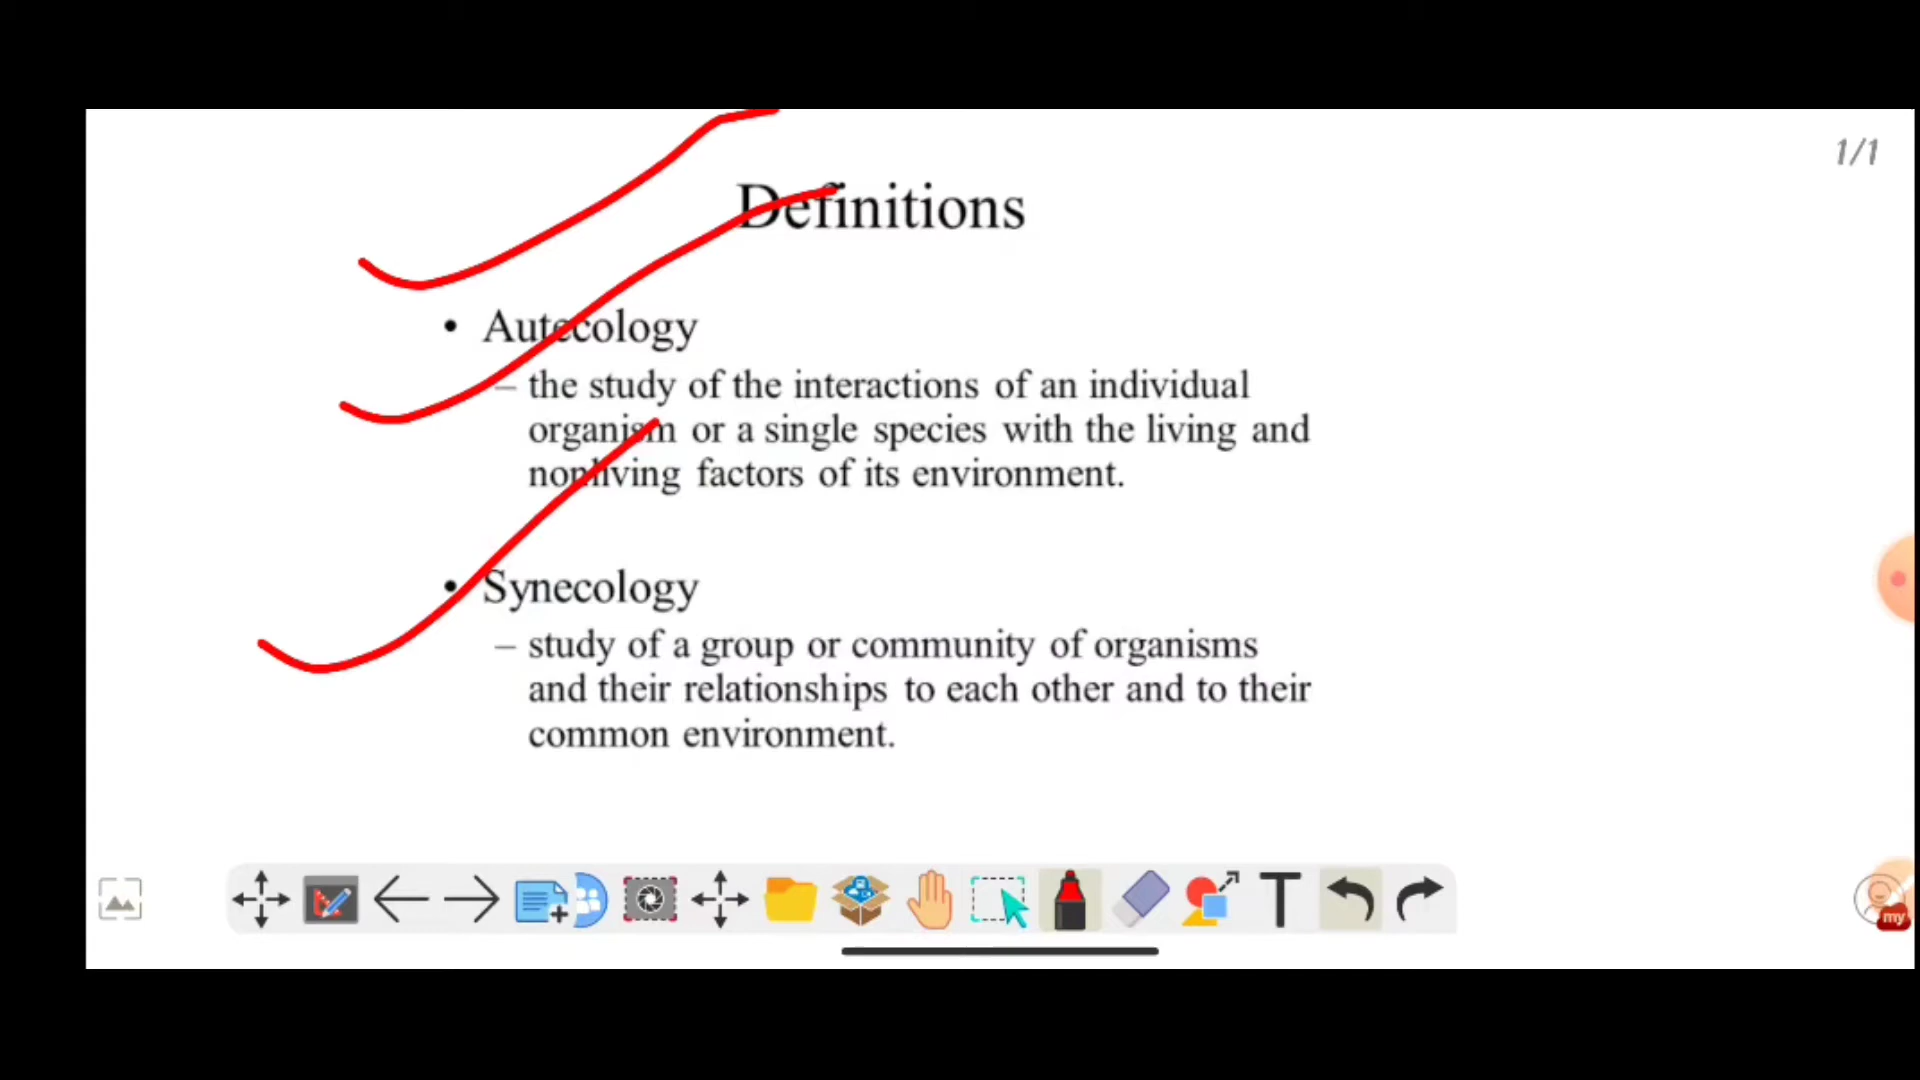 1/1
Definitions
• Autecology
– the study of the interactions of an individual
organism or a single species with the living and
nonliving factors of its environment.
• Synecology
– study of a group or community of organisms
and their relationships to each other and to their
common environment.
T
my